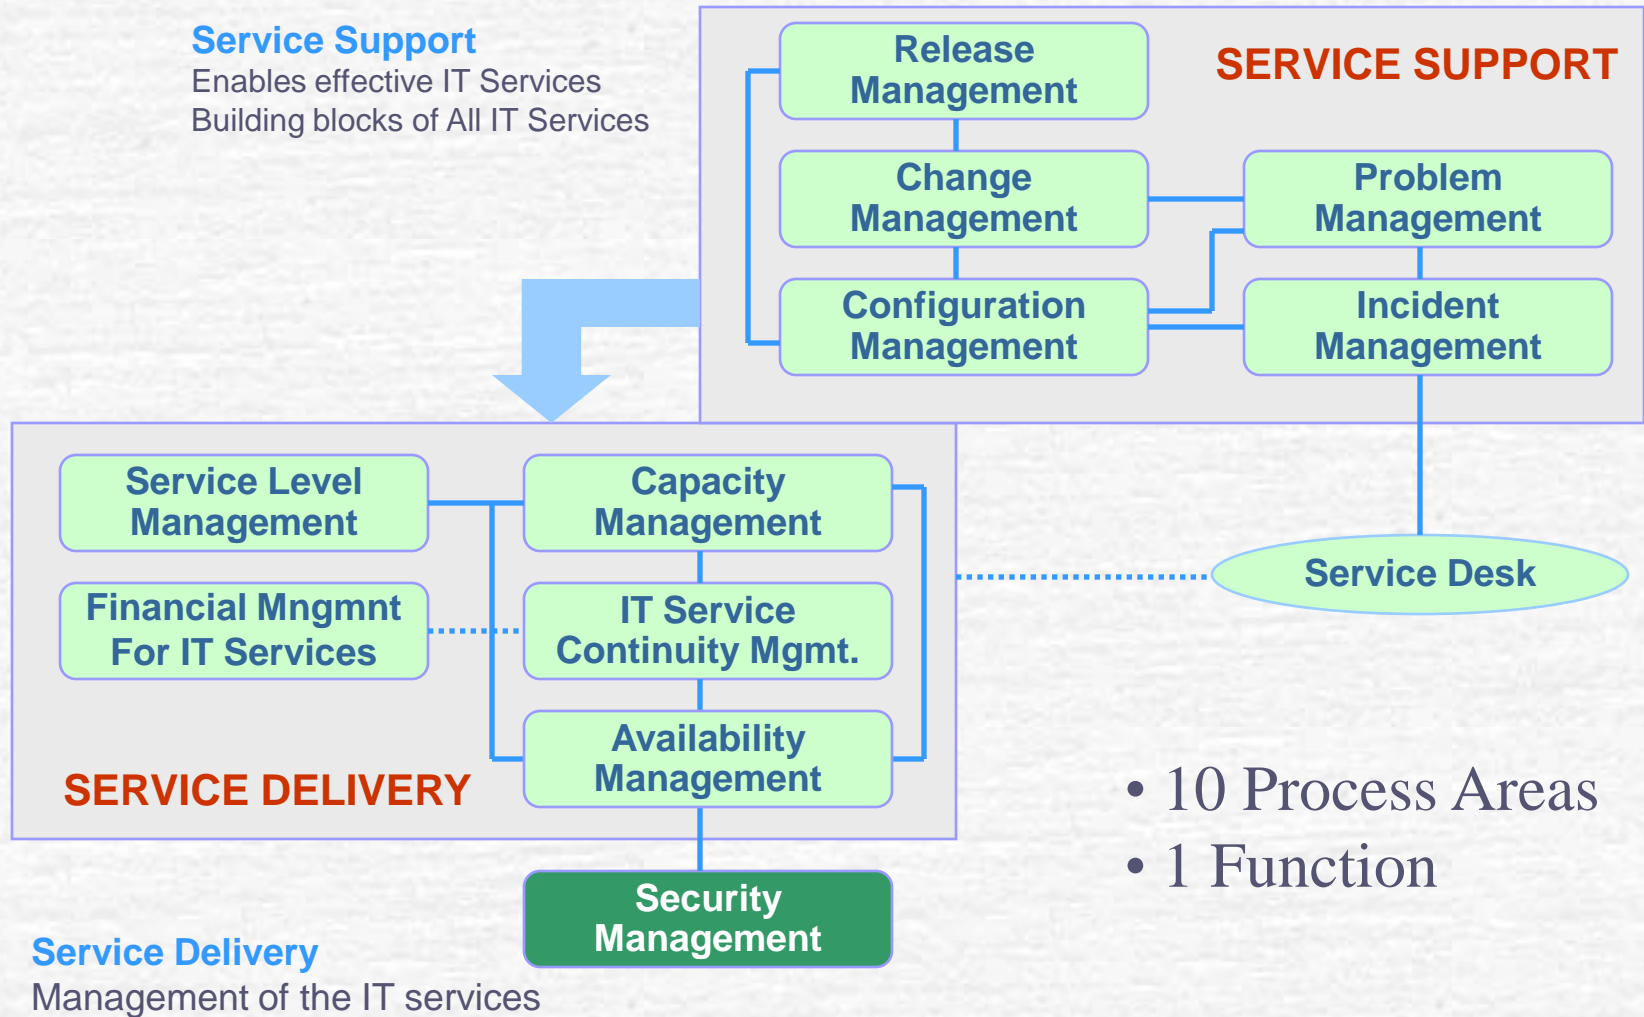 Service Support
Enables effective IT Services
Building blocks of All IT Services
SERVICE SUPPORT
Release
Management
Change
Management
Problem
Management
Configuration
Management
Incident
Management
Service Level
Management
Capacity
Management
Service Desk
Financial Mngmnt
For IT Services
IT Service
Continuity Mgmt.
Availability
Management
SERVICE DELIVERY
• 10 Process Areas
• 1 Function
Security
Management
Service Delivery
Management of the IT services